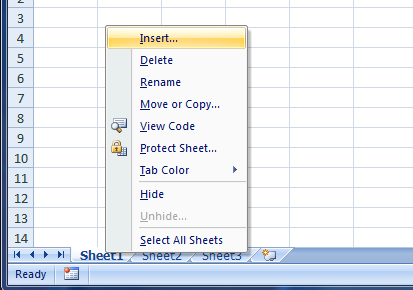 3
4
5
6
7
8
9
10
11
12
13
14
Insert...
Delete
Rename
Move or Copy...
View Code
Protect Sheet...
Tab Color
Hide
Unhide...
Select All Sheets
Sheet1 Sheet2 Sheet3
Ready